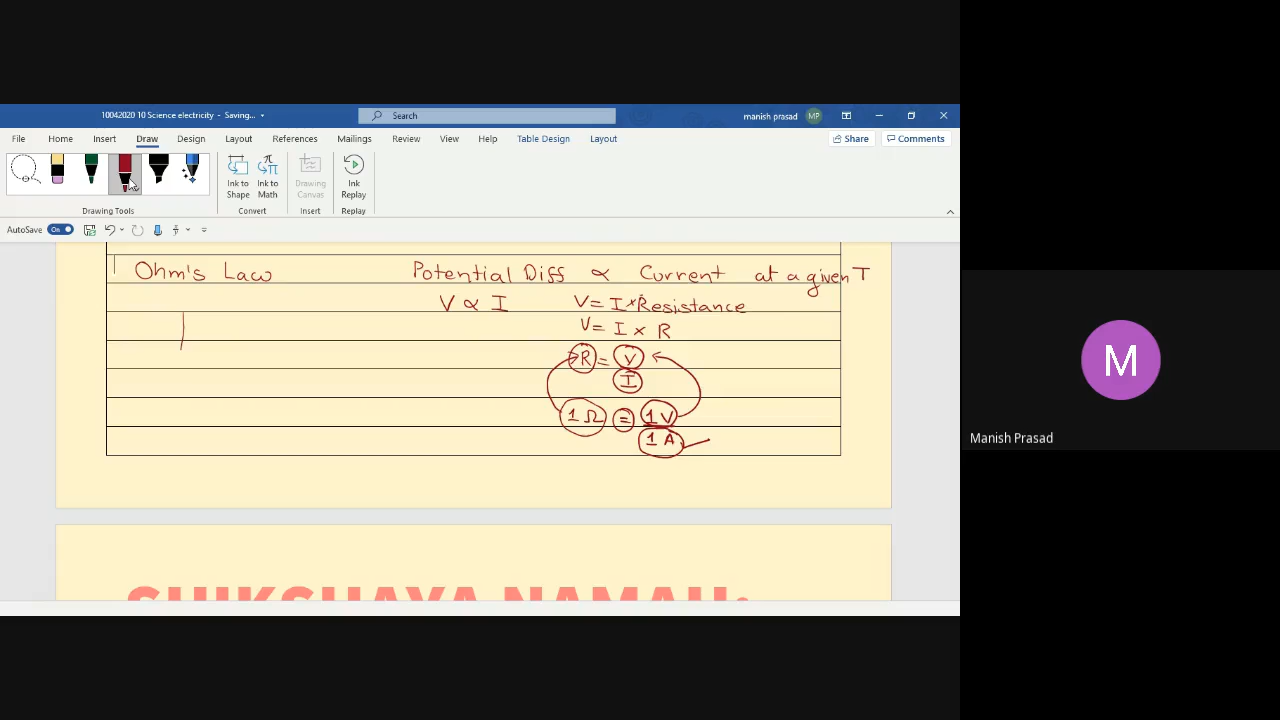 10042020 10 Science electricity - Saving...
Search
manish prasad MP
File Home Insert Draw Design Layout References Mailings Review View Help Table Design Layout Share Comments
Ink to Shape
Ink to Math
Drawing Canvas
Ink Replay
Drawing Tools Convert Insert Replay
AutoSave On
Ohm's Law Potential Diff ∝ Current at a given T
V ∝ I V = I × Resistance
V = I × R
R = V
I
1 Ω = 1 V
1 A
SHIKSHAYA NAMAH:
M
Manish Prasad